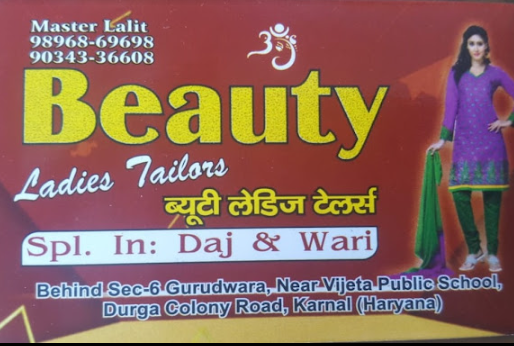 Master Lalit
98968-69698
90343-36608
Beauty
Ladies Tailors
ब्यूटी लेडिज टेलर्स
Spl. In: Daj & Wari
Behind Sec-6 Gurudwara, Near Vijeta Public School,
Durga Colony Road, Karnal (Haryana)